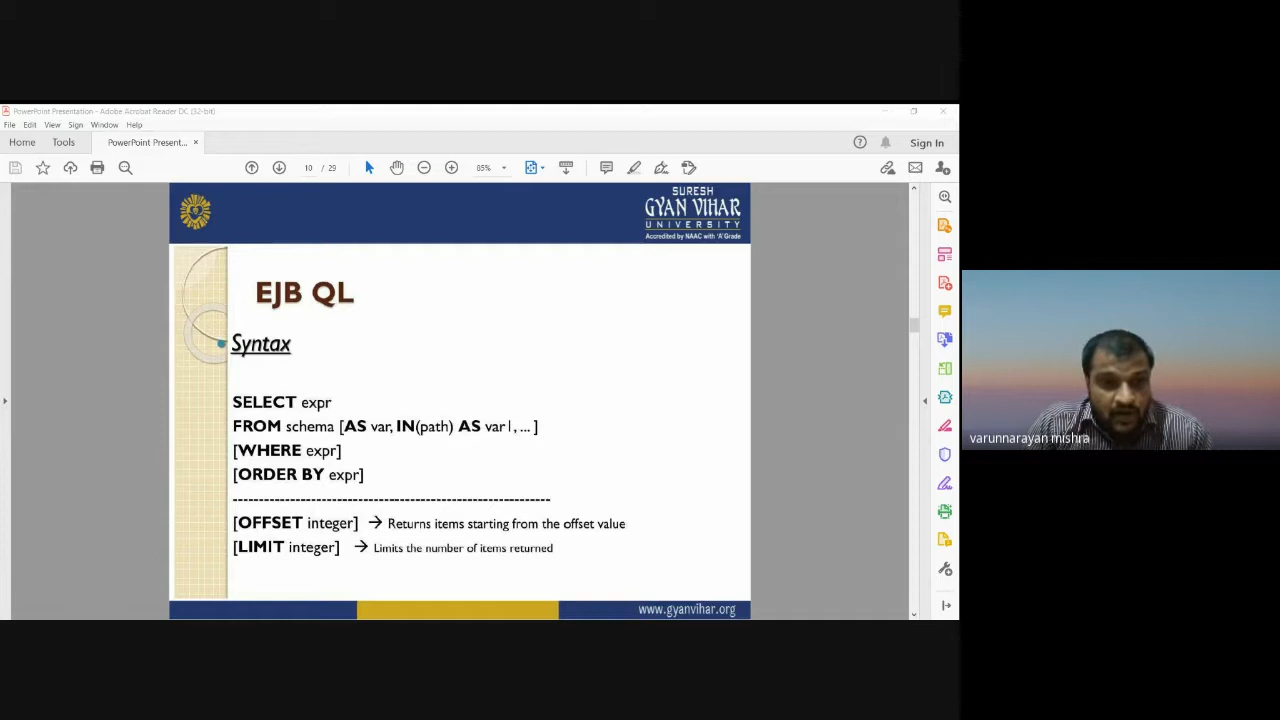 PowerPoint Presentation - Adobe Acrobat Reader DC (32-bit)
File Edit View Sign Window Help
Home Tools PowerPoint Present... × Sign In
10 / 29 85%
SURESH
GYAN VIHAR
UNIVERSITY
Accredited by NAAC with 'A' Grade
EJB QL
Syntax
SELECT expr
FROM schema [AS var, IN(path) AS var1, ... ]
[WHERE expr]
[ORDER BY expr]
------------------------------------------------------------
[OFFSET integer] → Returns items starting from the offset value
[LIMIT integer] → Limits the number of items returned
www.gyanvihar.org
varunnarayan mishra